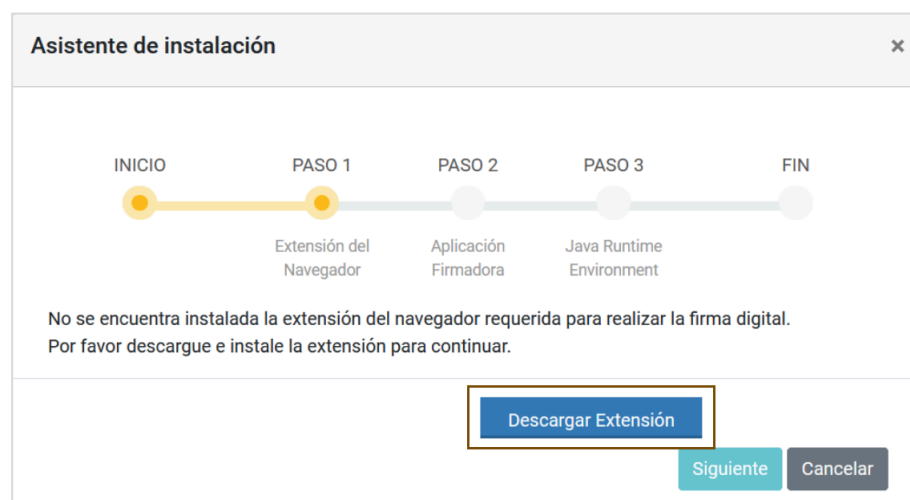 Asistente de instalación
×
INICIO PASO 1 PASO 2 PASO 3 FIN
Extensión del Aplicación Java Runtime
Navegador Firmadora Environment
No se encuentra instalada la extensión del navegador requerida para realizar la firma digital.
Por favor descargue e instale la extensión para continuar.
Descargar Extensión
Siguiente Cancelar